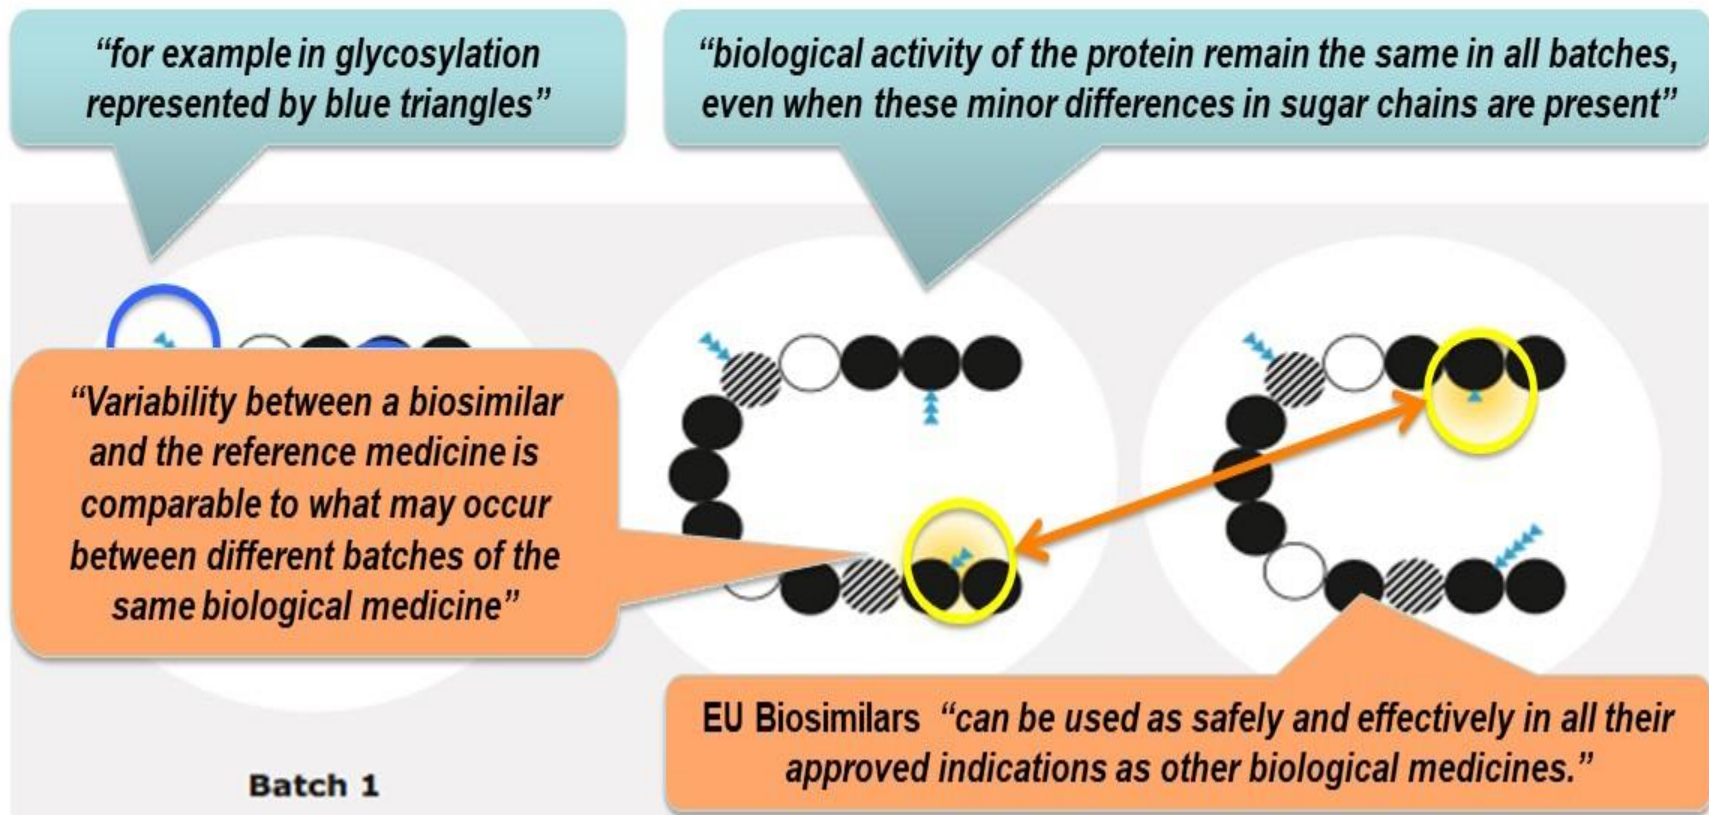 “for example in glycosylation
represented by blue triangles”
“biological activity of the protein remain the same in all batches,
even when these minor differences in sugar chains are present”
“Variability between a biosimilar
and the reference medicine is
comparable to what may occur
between different batches of the
same biological medicine”
EU Biosimilars “can be used as safely and effectively in all their
approved indications as other biological medicines.”
Batch 1